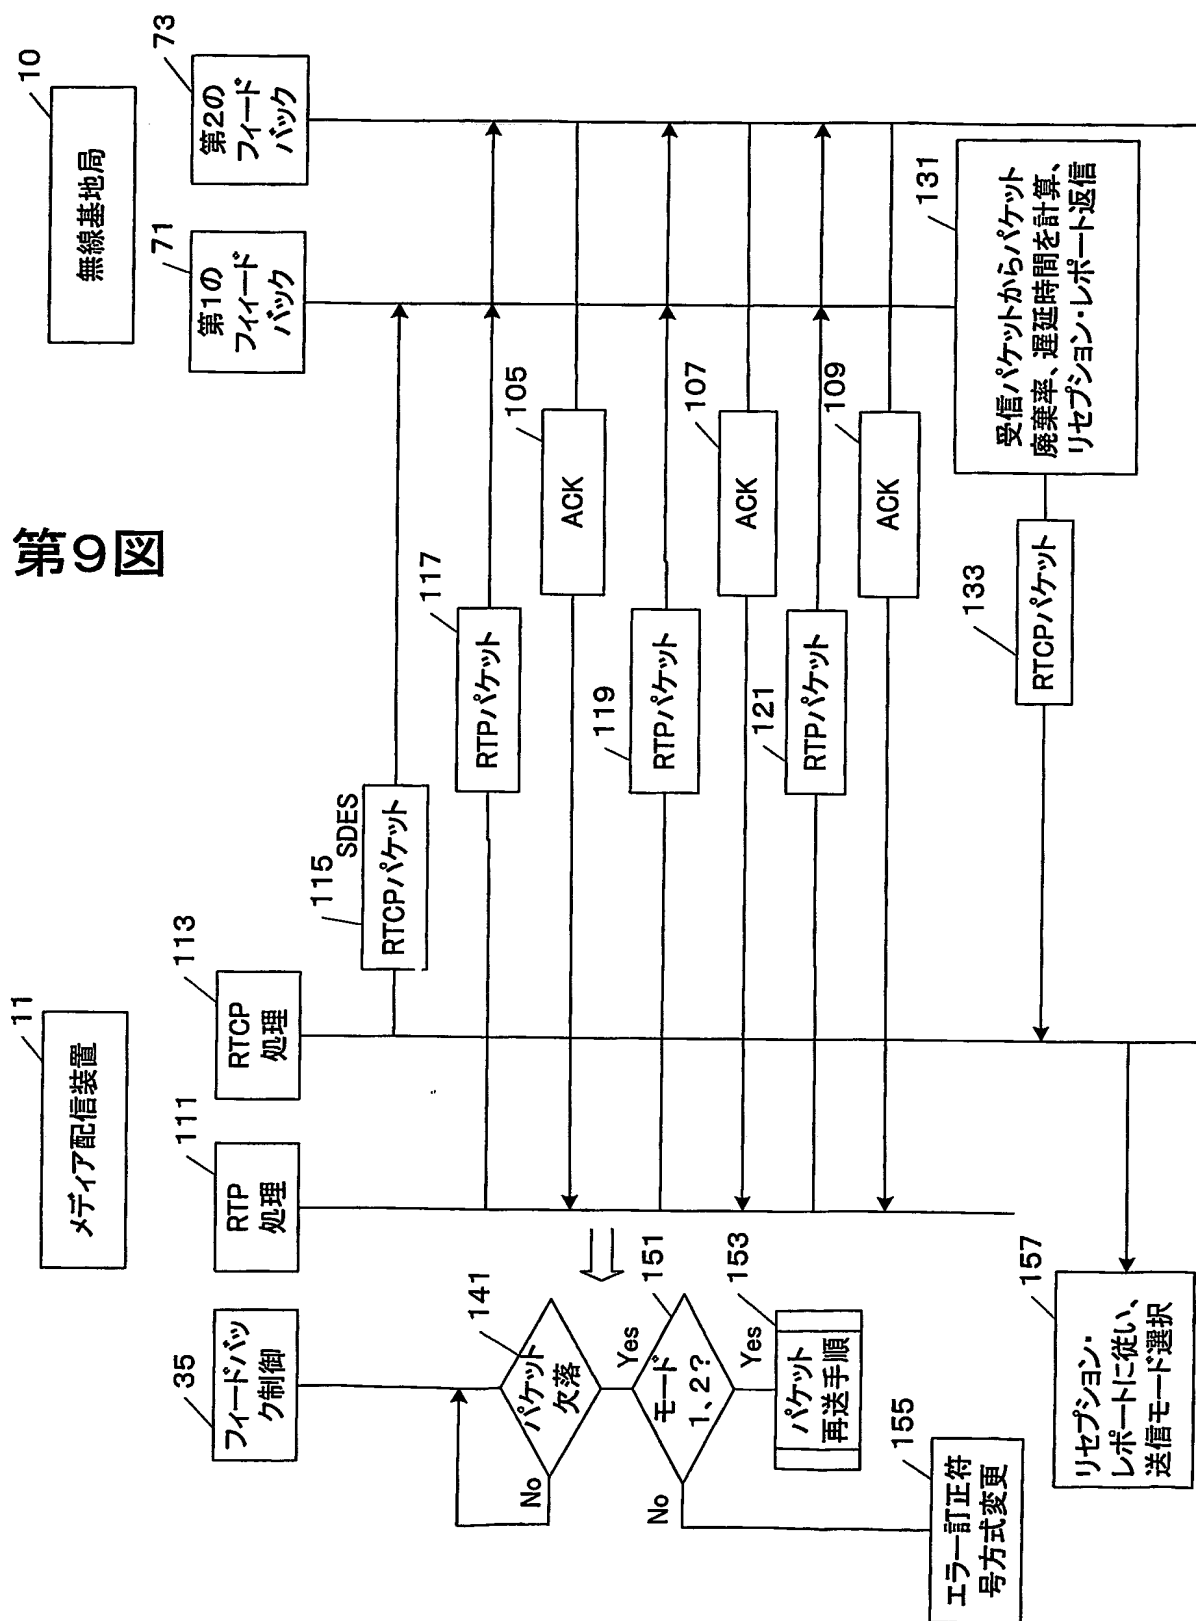 第9図
35
フィードバッ
ク制御
11
メディア配信装置
111
RTP
処理
113
RTCP
処理
10
無線基地局
71
第1の
フィイード
バック
73
第2の
フィード
バック
115
SDES
RTCPパケット
117
RTPパケット
105
ACK
119
RTPパケット
107
ACK
121
RTPパケット
109
ACK
131
受信パケットからパケット
廃棄率、遅延時間を計算、
リセプション・レポート返信
133
RTCPパケット
141
パケット
欠落
No
Yes
151
モード
1、2?
No
Yes
153
パケット
再送手順
155
エラー訂正符
号方式変更
157
リセプション・
レポートに従い、
送信モード選択